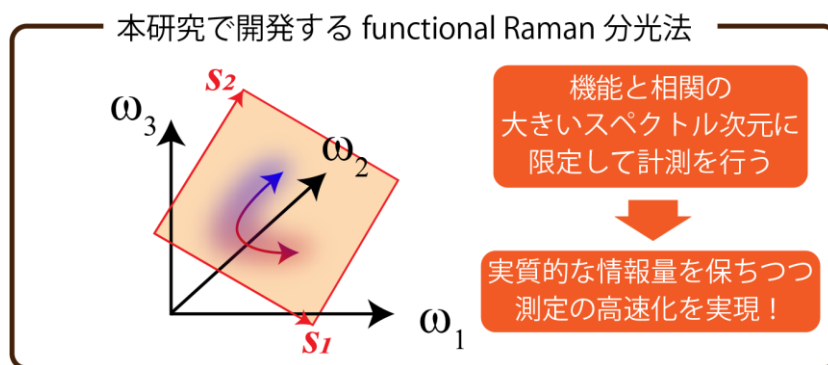 本研究で開発する functional Raman 分光法
s2
ω3
ω2
ω1
s1
機能と相関の
大きいスペクトル次元に
限定して計測を行う
実質的な情報量を保ちつつ
測定の高速化を実現！